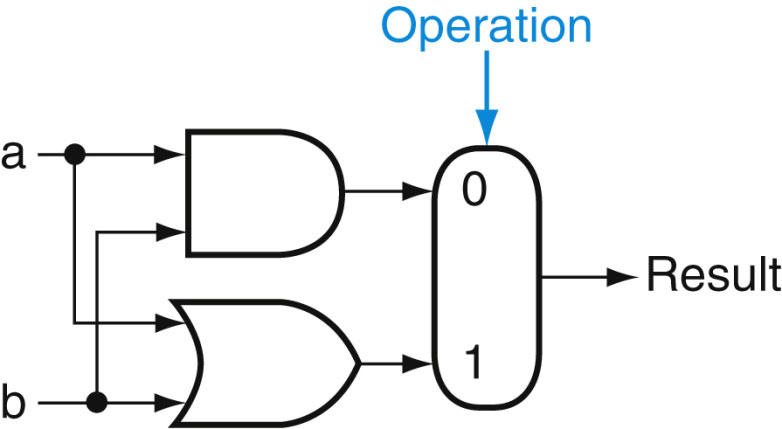 Operation
a
0
Result
1
b